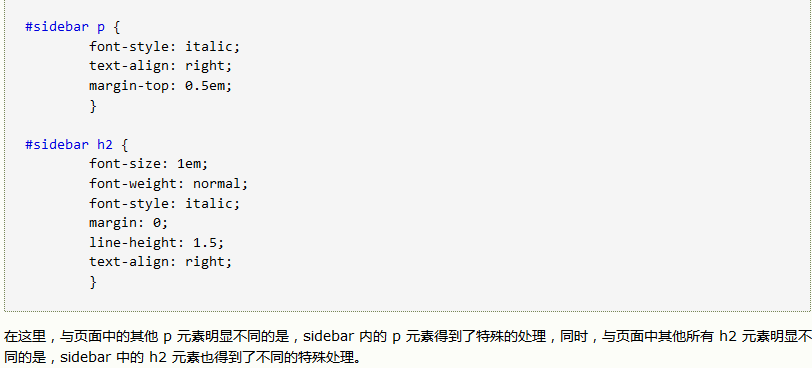 #sidebar p {
font-style: italic;
text-align: right;
margin-top: 0.5em;
}
#sidebar h2 {
font-size: 1em;
font-weight: normal;
font-style: italic;
margin: 0;
line-height: 1.5;
text-align: right;
}
在这里，与页面中的其他 p 元素明显不同的是，sidebar 内的 p 元素得到了特殊的处理，同时，与页面中其他所有 h2 元素明显不
同的是，sidebar 中的 h2 元素也得到了不同的特殊处理。